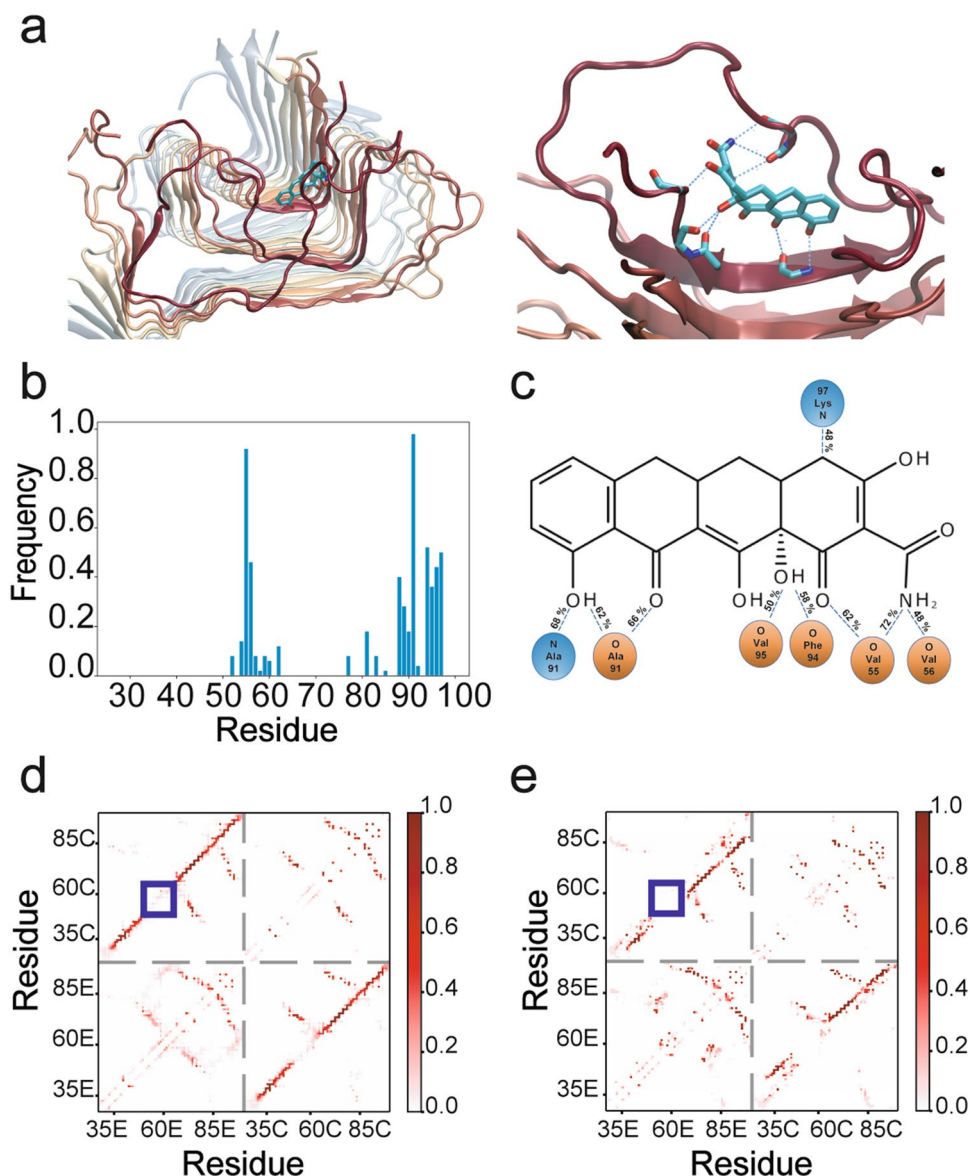 a
b
1.0
0.8
0.6
0.4
0.2
0.0
Frequency
30 40 50 60 70 80 90 100
Residue
c
97
Lys
N
48 %
OH
O
OH
O
OH
OH
O
NH2
68 %
62 %
66 %
50 %
58 %
62 %
72 %
48 %
N
Ala
91
O
Ala
91
O
Val
95
O
Phe
94
O
Val
55
O
Val
56
d
85C
60C
35C
85E
60E
35E
Residue
35E 60E 85E 35C 60C 85C
Residue
1.0
0.8
0.6
0.4
0.2
0.0
e
85C
60C
35C
85E
60E
35E
Residue
35E 60E 85E 35C 60C 85C
Residue
1.0
0.8
0.6
0.4
0.2
0.0